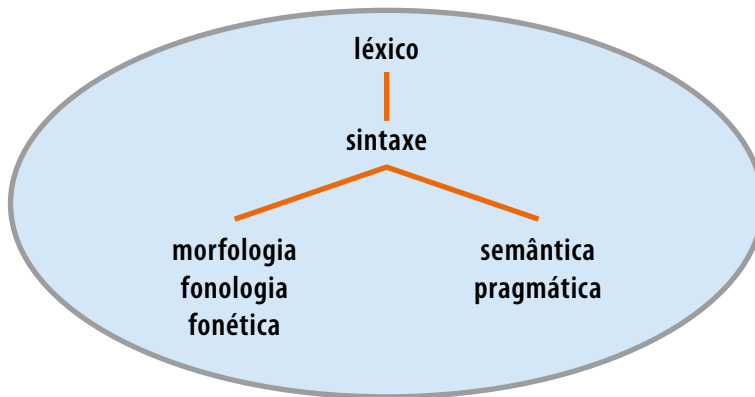 léxico
sintaxe
morfologia
fonologia
fonética
semântica
pragmática